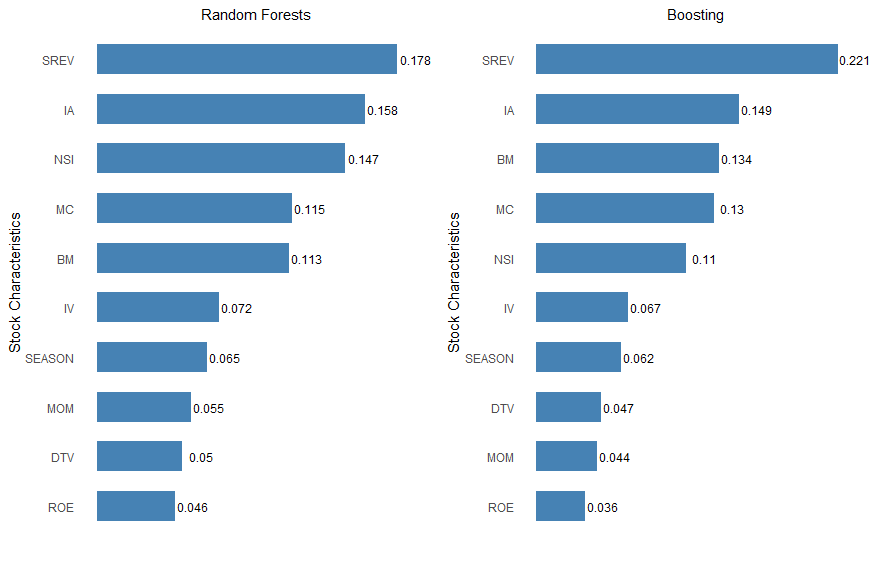 Random Forests
Stock Characteristics
SREV 0.178
IA 0.158
NSI 0.147
MC 0.115
BM 0.113
IV 0.072
SEASON 0.065
MOM 0.055
DTV 0.05
ROE 0.046
Boosting
Stock Characteristics
SREV 0.221
IA 0.149
BM 0.134
MC 0.13
NSI 0.11
IV 0.067
SEASON 0.062
DTV 0.047
MOM 0.044
ROE 0.036